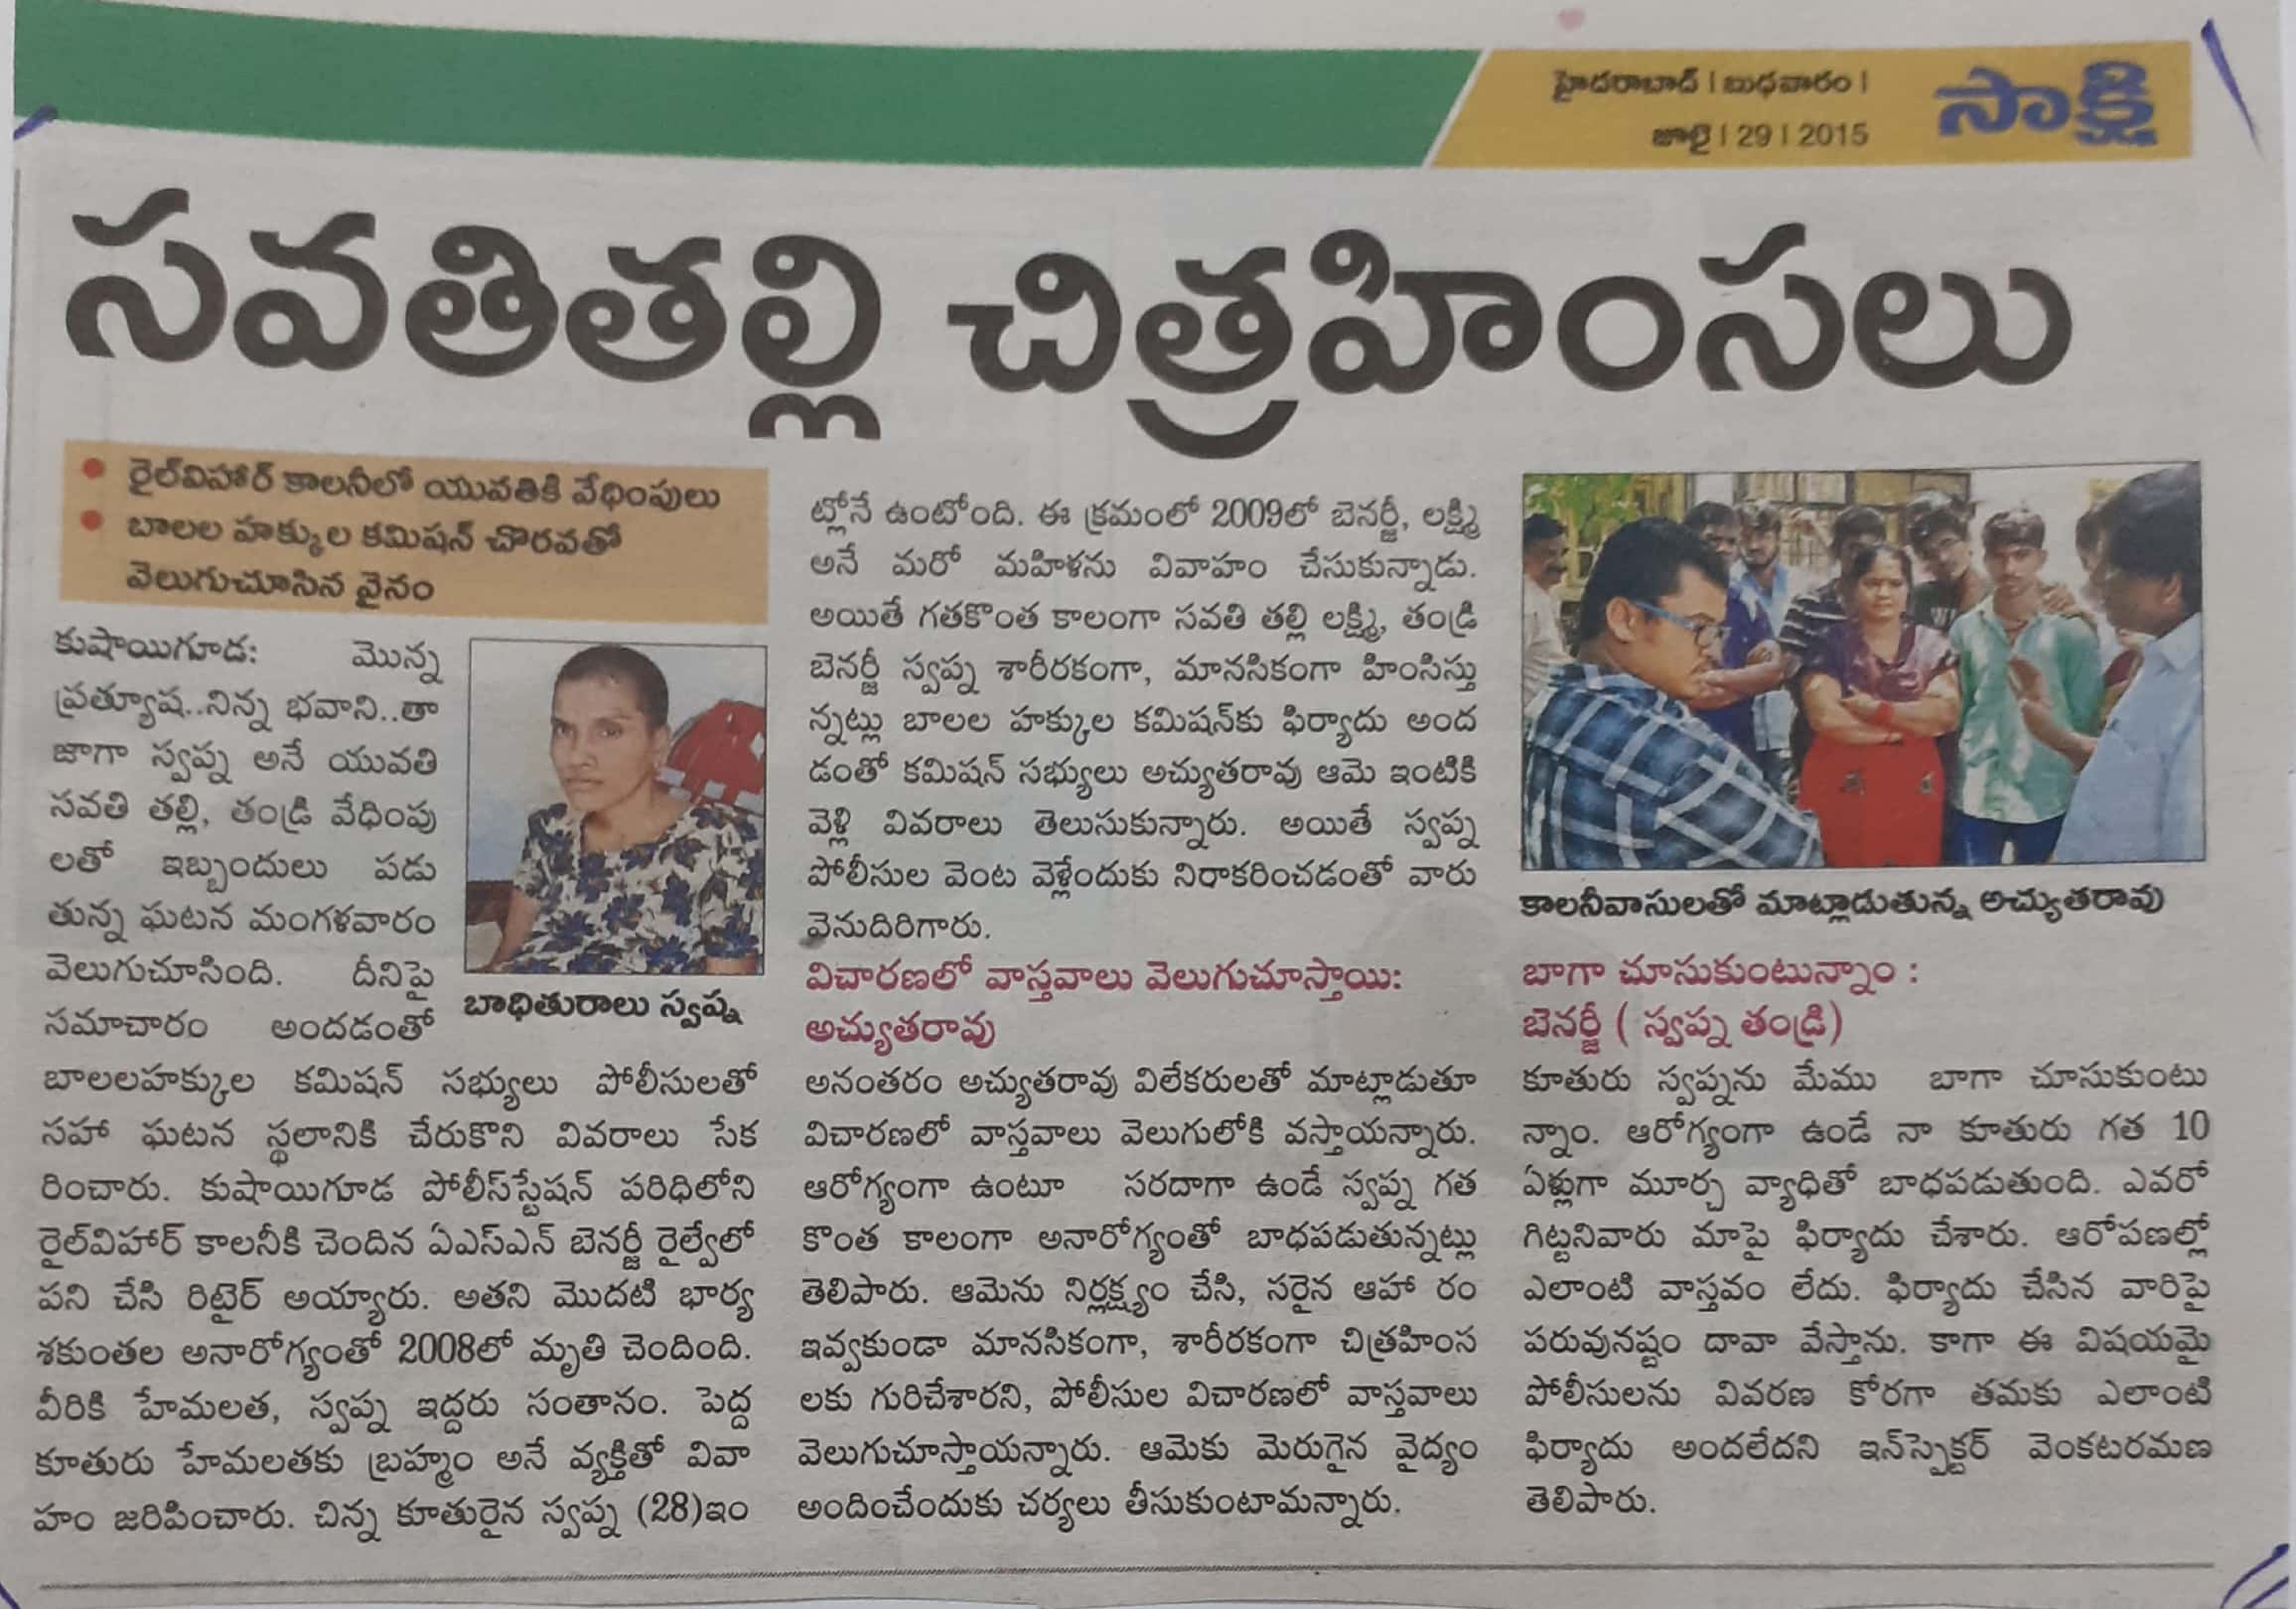 హైదరాబాద్ | బుధవారం |
జూలై | 29 | 2015
సాక్షి
సవతితల్లి చిత్రహింసలు
• రైల్‌విహార్ కాలనీలో యువతికి వేధింపులు
• బాలల హక్కుల కమిషన్ చొరవతో
వెలుగుచూసిన వైనం
కుషాయిగూడ: మొన్న
ప్రత్యూష..నిన్న భవాని..తా
జాగా స్వప్న అనే యువతి
సవతి తల్లి, తండ్రి వేధింపు
లతో ఇబ్బందులు పడు
తున్న ఘటన మంగళవారం
వెలుగుచూసింది. దీనిపై
సమాచారం అందడంతో
బాధితురాలు స్వప్న
బాలలహక్కుల కమిషన్ సభ్యులు పోలీసులతో
సహా ఘటన స్థలానికి చేరుకొని వివరాలు సేక
రించారు. కుషాయిగూడ పోలీస్‌స్టేషన్ పరిధిలోని
రైల్‌విహార్ కాలనీకి చెందిన ఏఎస్ఎన్ బెనర్జీ రైల్వేలో
పని చేసి రిటైర్ అయ్యారు. అతని మొదటి భార్య
శకుంతల అనారోగ్యంతో 2008లో మృతి చెందింది.
వీరికి హేమలత, స్వప్న ఇద్దరు సంతానం. పెద్ద
కూతురు హేమలతకు బ్రహ్మం అనే వ్యక్తితో వివా
హం జరిపించారు. చిన్న కూతురైన స్వప్న (28)ఇం
ట్లోనే ఉంటోంది. ఈ క్రమంలో 2009లో బెనర్జీ, లక్ష్మి
అనే మరో మహిళను వివాహం చేసుకున్నాడు.
అయితే గతకొంత కాలంగా సవతి తల్లి లక్ష్మి, తండ్రి
బెనర్జీ స్వప్న శారీరకంగా, మానసికంగా హింసిస్తు
న్నట్లు బాలల హక్కుల కమిషన్‌కు ఫిర్యాదు అంద
డంతో కమిషన్ సభ్యులు అచ్యుతరావు ఆమె ఇంటికి
వెళ్లి వివరాలు తెలుసుకున్నారు. అయితే స్వప్న
పోలీసుల వెంట వెళ్లేందుకు నిరాకరించడంతో వారు
వెనుదిరిగారు.
విచారణలో వాస్తవాలు వెలుగుచూస్తాయి:
అచ్యుతరావు
అనంతరం అచ్యుతరావు విలేకరులతో మాట్లాడుతూ
విచారణలో వాస్తవాలు వెలుగులోకి వస్తాయన్నారు.
ఆరోగ్యంగా ఉంటూ సరదాగా ఉండే స్వప్న గత
కొంత కాలంగా అనారోగ్యంతో బాధపడుతున్నట్లు
తెలిపారు. ఆమెను నిర్లక్ష్యం చేసి, సరైన ఆహా రం
ఇవ్వకుండా మానసికంగా, శారీరకంగా చిత్రహింస
లకు గురిచేశారని, పోలీసుల విచారణలో వాస్తవాలు
వెలుగుచూస్తాయన్నారు. ఆమెకు మెరుగైన వైద్యం
అందించేందుకు చర్యలు తీసుకుంటామన్నారు.
కాలనీవాసులతో మాట్లాడుతున్న అచ్యుతరావు
బాగా చూసుకుంటున్నాం :
బెనర్జీ ( స్వప్న తండ్రి)
కూతురు స్వప్నను మేము బాగా చూసుకుంటు
న్నాం. ఆరోగ్యంగా ఉండే నా కూతురు గత 10
ఏళ్లుగా మూర్ఛ వ్యాధితో బాధపడుతుంది. ఎవరో
గిట్టనివారు మాపై ఫిర్యాదు చేశారు. ఆరోపణల్లో
ఎలాంటి వాస్తవం లేదు. ఫిర్యాదు చేసిన వారిపై
పరువునష్టం దావా వేస్తాను. కాగా ఈ విషయమై
పోలీసులను వివరణ కోరగా తమకు ఎలాంటి
ఫిర్యాదు అందలేదని ఇన్‌స్పెక్టర్ వెంకటరమణ
తెలిపారు.